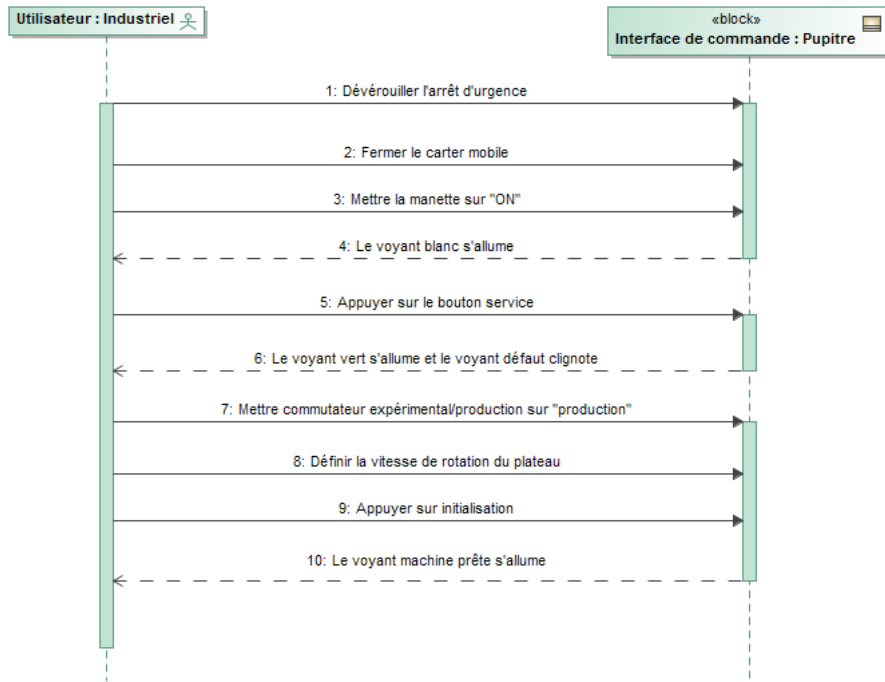 Utilisateur : Industriel
«block»
Interface de commande : Pupitre
1: Dévérouiller l'arrêt d'urgence
2: Fermer le carter mobile
3: Mettre la manette sur "ON"
4: Le voyant blanc s'allume
5: Appuyer sur le bouton service
6: Le voyant vert s'allume et le voyant défaut clignote
7: Mettre commutateur expérimental/production sur "production"
8: Définir la vitesse de rotation du plateau
9: Appuyer sur initialisation
10: Le voyant machine prête s'allume